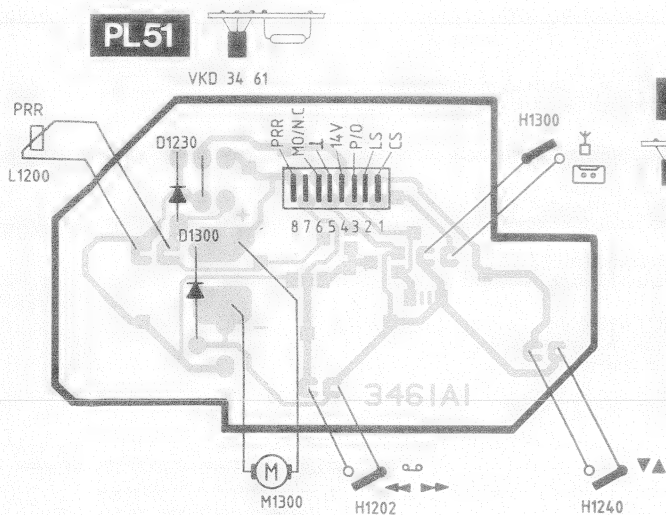 PL51
VKD 34 61
PRR
L1200
D1230
D1300
PRR
MO/N.C
⊥
14V
P/O
LS
CS
8 7 6 5 4 3 2 1
H1300
+
−
3461A1
M
M1300
H1202
H1240